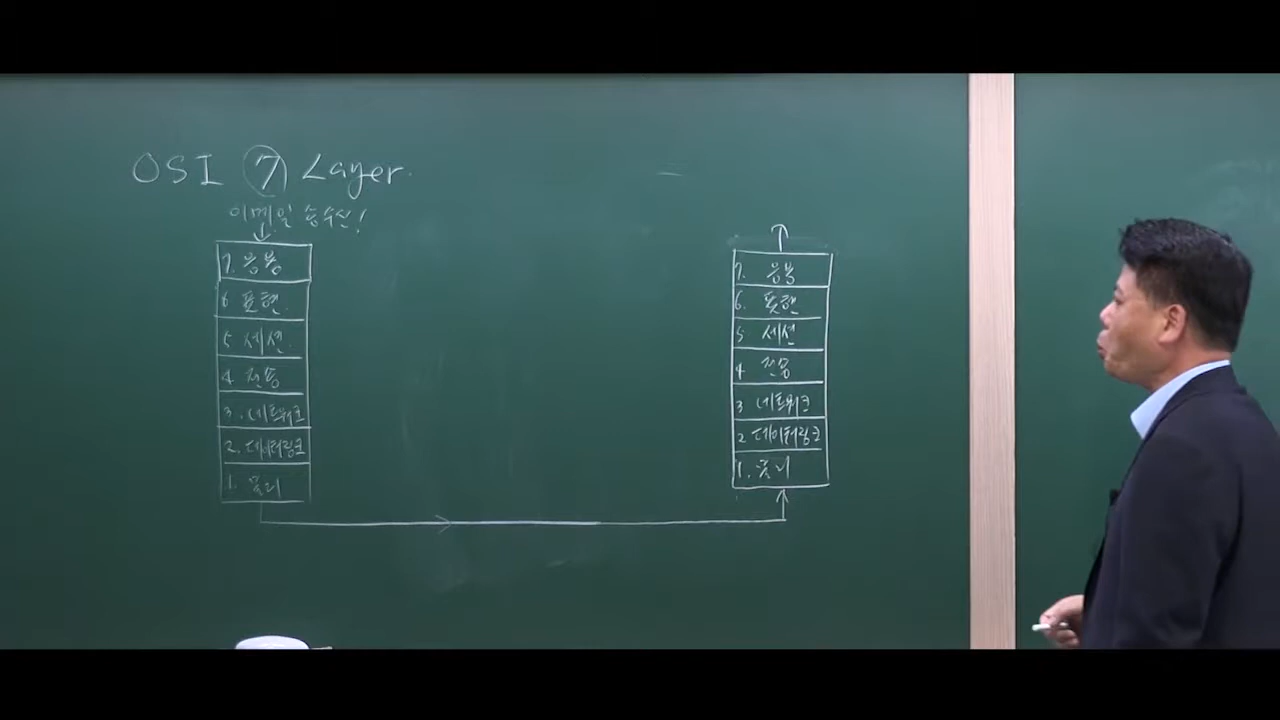 OSI 7 Layer.
이메일 송수신!
7. 응용
6 표현.
5 세션.
4 전송
3. 네트워크
2. 데이터링크
1. 물리
7. 응용
6. 표현
5 세션
4 전송
3 네트워크
2 데이터링크
1. 물리